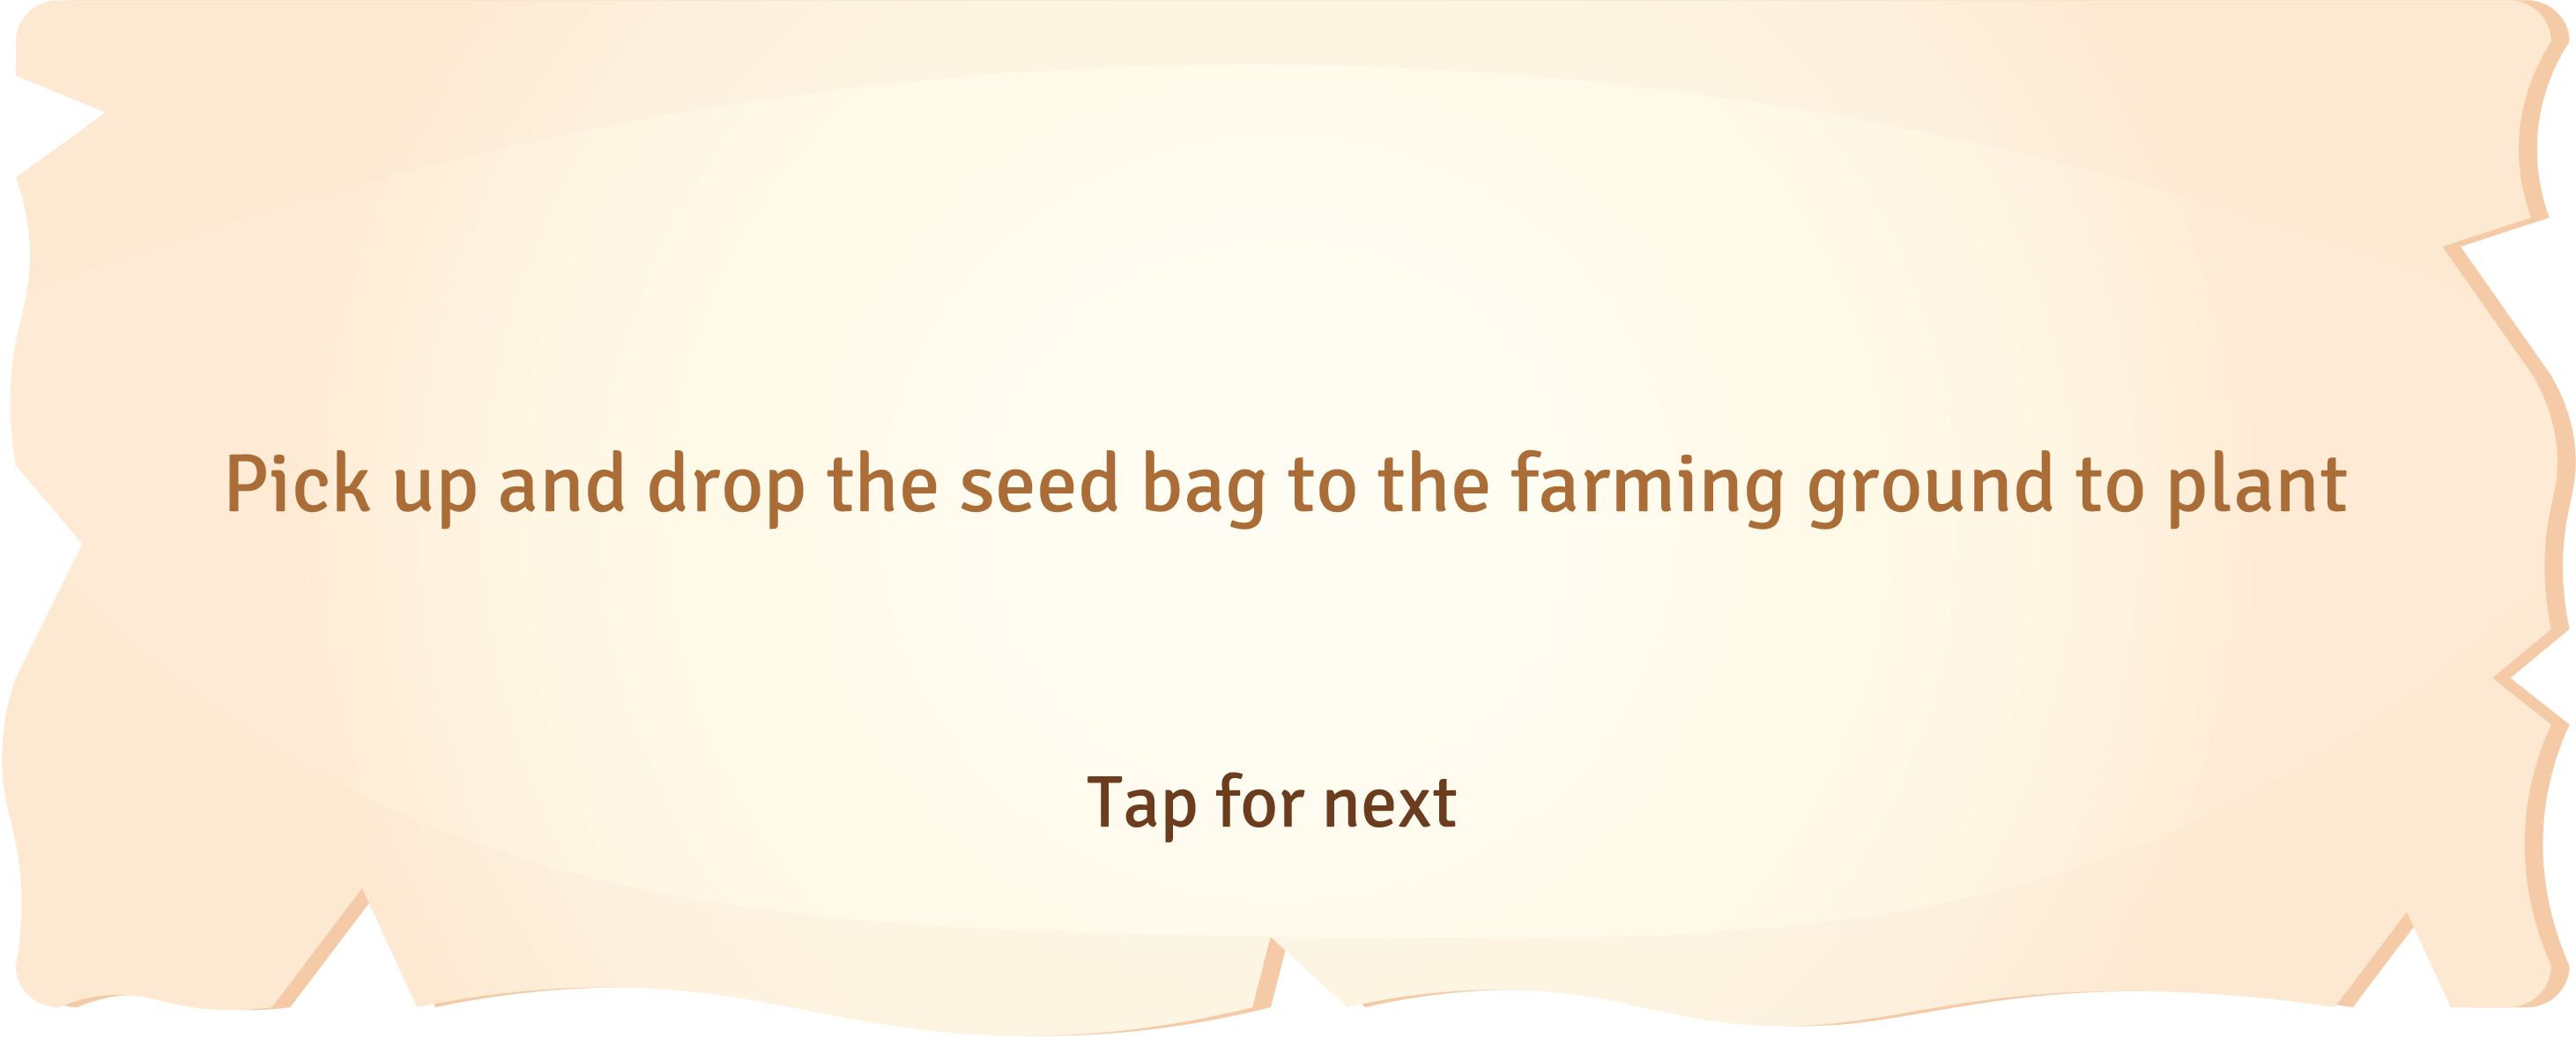 Pick up and drop the seed bag to the farming ground to plant
Tap for next